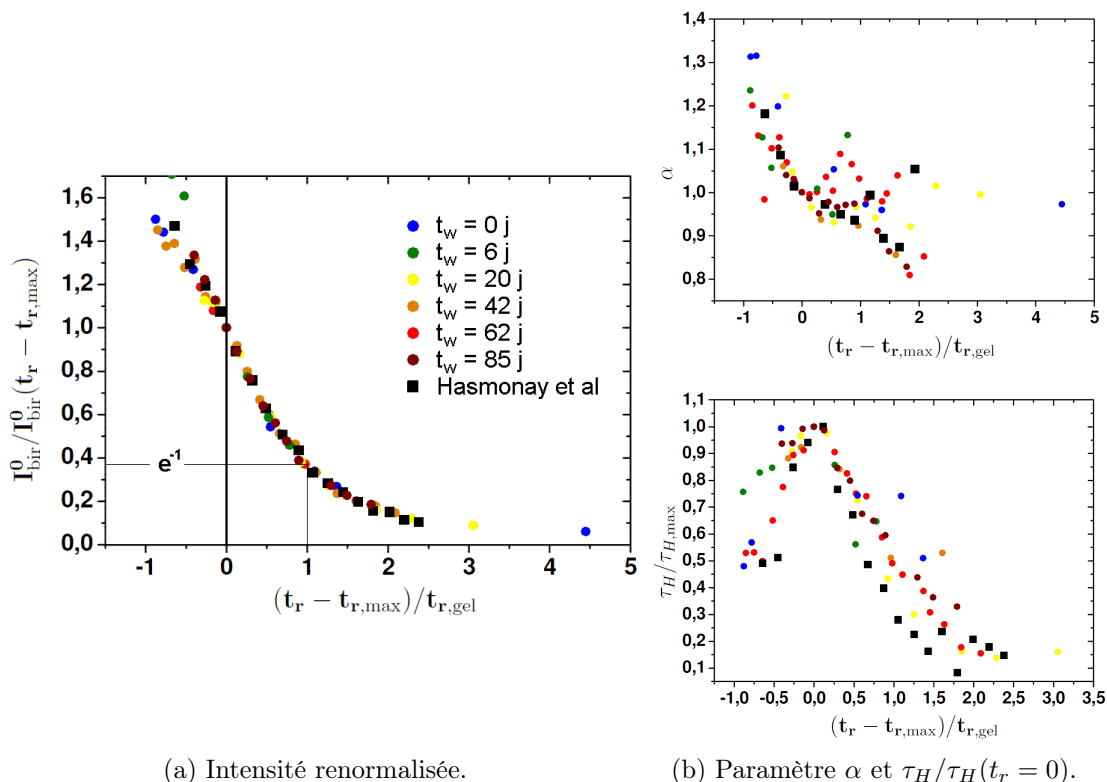 I⁰bir/I⁰bir(tr − tr,max)
1,6
1,4
1,2
1,0
0,8
0,6
0,4
0,2
0,0
e⁻¹
tw = 0 j
tw = 6 j
tw = 20 j
tw = 42 j
tw = 62 j
tw = 85 j
Hasmonay et al
-1 0 1 2 3 4 5
(tr − tr,max)/tr,gel
(a) Intensité renormalisée.
α
1,4
1,3
1,2
1,1
1,0
0,9
0,8
-1 0 1 2 3 4 5
(tr − tr,max)/tr,gel
τH/τH,max
1,1
1,0
0,9
0,8
0,7
0,6
0,5
0,4
0,3
0,2
0,1
-1,0 -0,5 0,0 0,5 1,0 1,5 2,0 2,5 3,0 3,5
(tr − tr,max)/tr,gel
(b) Paramètre α et τH/τH(tr = 0).